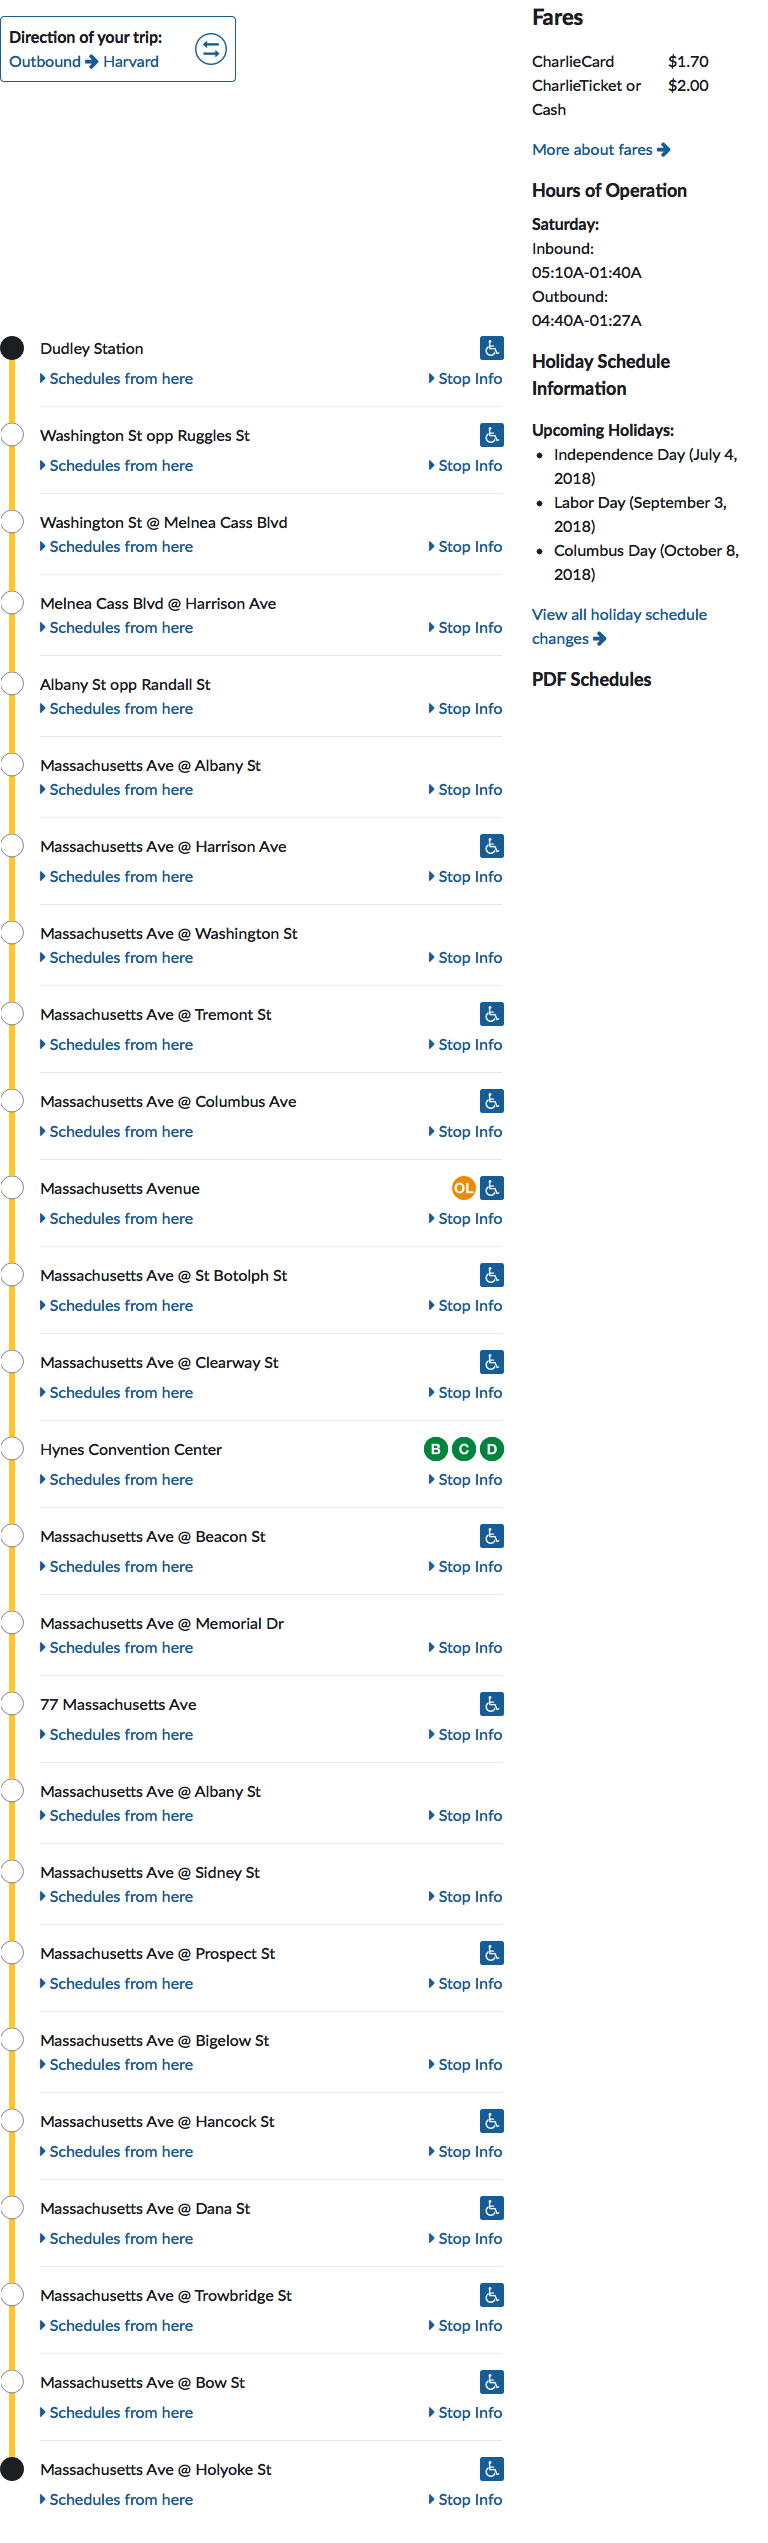 Direction of your trip:
Outbound Harvard
Dudley Station
Schedules from here Stop Info
Washington St opp Ruggles St
Schedules from here Stop Info
Washington St @ Melnea Cass Blvd
Schedules from here Stop Info
Melnea Cass Blvd @ Harrison Ave
Schedules from here Stop Info
Albany St opp Randall St
Schedules from here Stop Info
Massachusetts Ave @ Albany St
Schedules from here Stop Info
Massachusetts Ave @ Harrison Ave
Schedules from here Stop Info
Massachusetts Ave @ Washington St
Schedules from here Stop Info
Massachusetts Ave @ Tremont St
Schedules from here Stop Info
Massachusetts Ave @ Columbus Ave
Schedules from here Stop Info
Massachusetts Avenue OL
Schedules from here Stop Info
Massachusetts Ave @ St Botolph St
Schedules from here Stop Info
Massachusetts Ave @ Clearway St
Schedules from here Stop Info
Hynes Convention Center B C D
Schedules from here Stop Info
Massachusetts Ave @ Beacon St
Schedules from here Stop Info
Massachusetts Ave @ Memorial Dr
Schedules from here Stop Info
77 Massachusetts Ave
Schedules from here Stop Info
Massachusetts Ave @ Albany St
Schedules from here Stop Info
Massachusetts Ave @ Sidney St
Schedules from here Stop Info
Massachusetts Ave @ Prospect St
Schedules from here Stop Info
Massachusetts Ave @ Bigelow St
Schedules from here Stop Info
Massachusetts Ave @ Hancock St
Schedules from here Stop Info
Massachusetts Ave @ Dana St
Schedules from here Stop Info
Massachusetts Ave @ Trowbridge St
Schedules from here Stop Info
Massachusetts Ave @ Bow St
Schedules from here Stop Info
Massachusetts Ave @ Holyoke St
Schedules from here Stop Info
Fares
CharlieCard $1.70
CharlieTicket or $2.00
Cash
More about fares
Hours of Operation
Saturday:
Inbound:
05:10A-01:40A
Outbound:
04:40A-01:27A
Holiday Schedule
Information
Upcoming Holidays:
• Independence Day (July 4,
2018)
• Labor Day (September 3,
2018)
• Columbus Day (October 8,
2018)
View all holiday schedule
changes
PDF Schedules